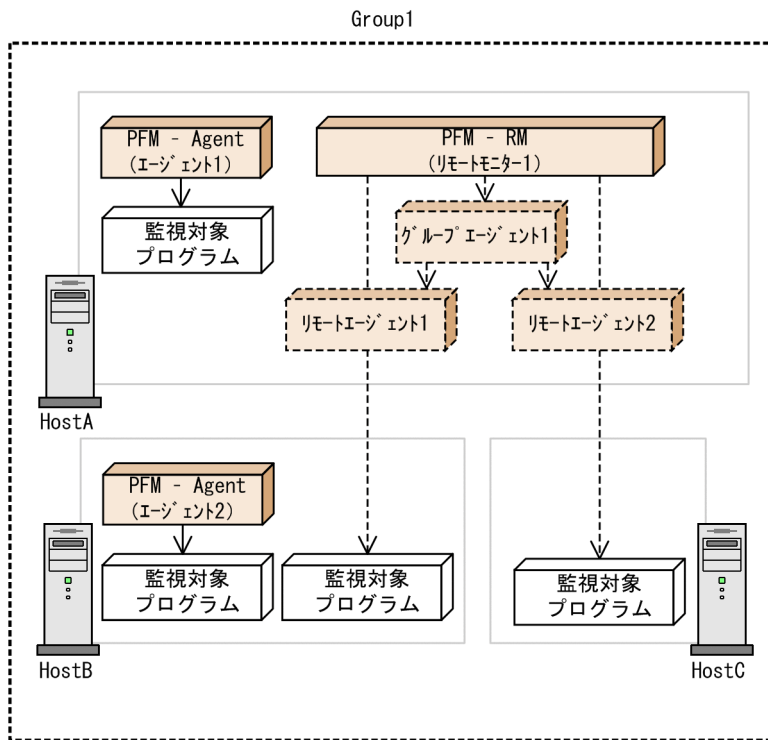 Group1
PFM - Agent
(エージェント1)
PFM - RM
(リモートモニター1)
監視対象
プログラム
グループエージェント1
リモートエージェント1
リモートエージェント2
HostA
PFM - Agent
(エージェント2)
監視対象
プログラム
監視対象
プログラム
監視対象
プログラム
HostB
HostC